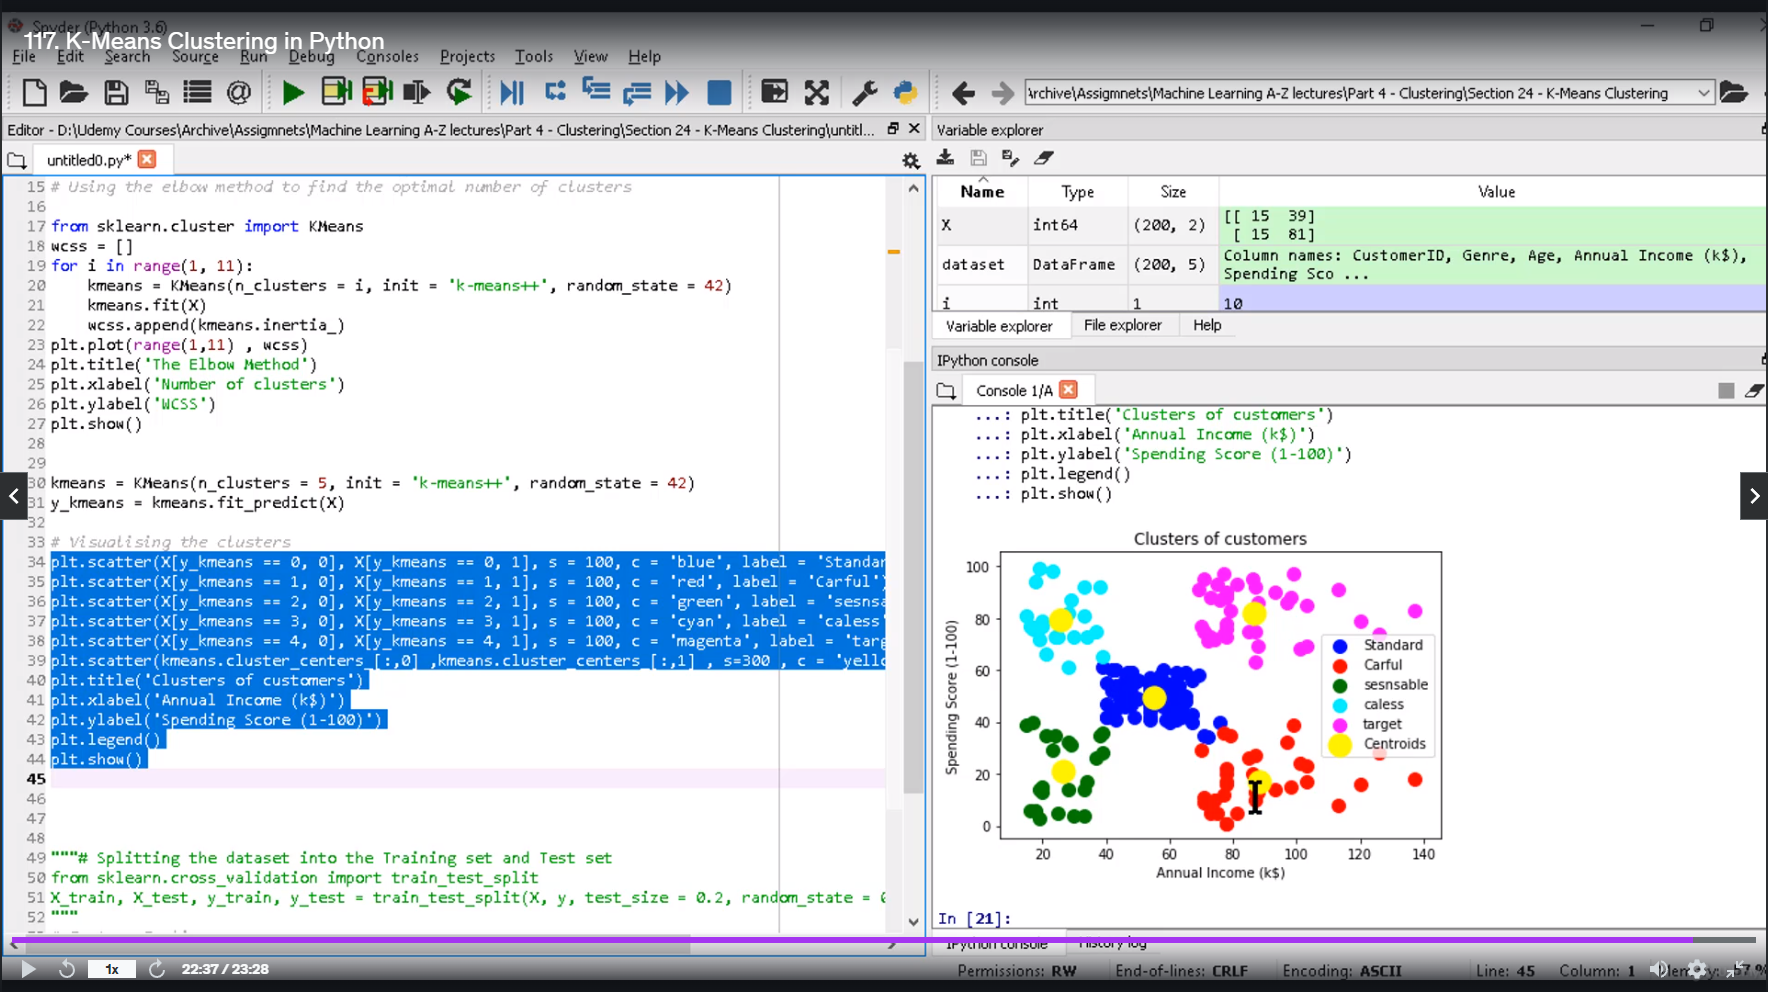 Spyder (Python 3.6)
117. K-Means Clustering in Python
File Edit Search Source Run Debug Consoles Projects Tools View Help
\rchive\Assigmnets\Machine Learning A-Z lectures\Part 4 - Clustering\Section 24 - K-Means Clustering
Editor - D:\Udemy Courses\Archive\Assigmnets\Machine Learning A-Z lectures\Part 4 - Clustering\Section 24 - K-Means Clustering\untitl...
untitled0.py*
15 # Using the elbow method to find the optimal number of clusters
16
17 from sklearn.cluster import KMeans
18 wcss = []
19 for i in range(1, 11):
20 kmeans = KMeans(n_clusters = i, init = 'k-means++', random_state = 42)
21 kmeans.fit(X)
22 wcss.append(kmeans.inertia_)
23 plt.plot(range(1,11) , wcss)
24 plt.title('The Elbow Method')
25 plt.xlabel('Number of clusters')
26 plt.ylabel('WCSS')
27 plt.show()
28
29
30 kmeans = KMeans(n_clusters = 5, init = 'k-means++', random_state = 42)
31 y_kmeans = kmeans.fit_predict(X)
32
33 # Visualising the clusters
34 plt.scatter(X[y_kmeans == 0, 0], X[y_kmeans == 0, 1], s = 100, c = 'blue', label = 'Standar
35 plt.scatter(X[y_kmeans == 1, 0], X[y_kmeans == 1, 1], s = 100, c = 'red', label = 'Carful'
36 plt.scatter(X[y_kmeans == 2, 0], X[y_kmeans == 2, 1], s = 100, c = 'green', label = 'sesnsa
37 plt.scatter(X[y_kmeans == 3, 0], X[y_kmeans == 3, 1], s = 100, c = 'cyan', label = 'caless'
38 plt.scatter(X[y_kmeans == 4, 0], X[y_kmeans == 4, 1], s = 100, c = 'magenta', label = 'targ
39 plt.scatter(kmeans.cluster_centers_[:,0] ,kmeans.cluster_centers_[:,1] , s=300 , c = 'yello
40 plt.title('Clusters of customers')
41 plt.xlabel('Annual Income (k$)')
42 plt.ylabel('Spending Score (1-100)')
43 plt.legend()
44 plt.show()
45
46
47
48
49 """# Splitting the dataset into the Training set and Test set
50 from sklearn.cross_validation import train_test_split
51 X_train, X_test, y_train, y_test = train_test_split(X, y, test_size = 0.2, random_state = 0
52 """
Variable explorer
Name Type Size Value
X int64 (200, 2) [[ 15 39]
[ 15 81]
dataset DataFrame (200, 5) Column names: CustomerID, Genre, Age, Annual Income (k$),
Spending Sco ...
i int 1 10
Variable explorer File explorer Help
IPython console
Console 1/A
...: plt.title('Clusters of customers')
...: plt.xlabel('Annual Income (k$)')
...: plt.ylabel('Spending Score (1-100)')
...: plt.legend()
...: plt.show()
Clusters of customers
Spending Score (1-100)
100
80
60
40
20
0
Standard
Carful
sesnsable
caless
target
Centroids
20 40 60 80 100 120 140
Annual Income (k$)
In [21]:
IPython console History log
1x 22:37 / 23:28
Permissions: RW End-of-lines: CRLF Encoding: ASCII Line: 45 Column: 1 Memory: 57 %